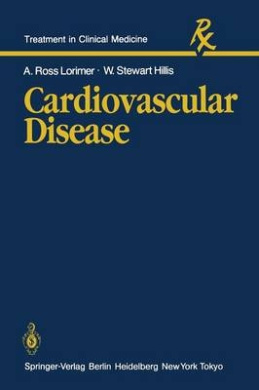 Treatment in Clinical Medicine
Rx
A. Ross Lorimer · W. Stewart Hillis
Cardiovascular
Disease
Springer-Verlag Berlin Heidelberg New York Tokyo